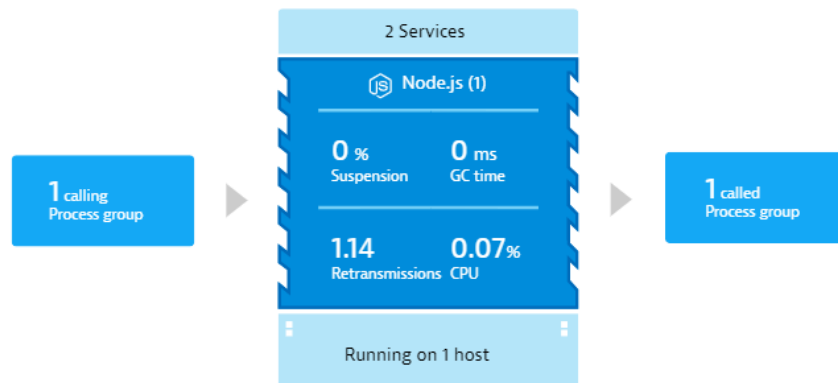 2 Services
JS Node.js (1)
0 % 0 ms
Suspension GC time
1 calling
Process group
1 called
Process group
1.14 0.07%
Retransmissions CPU
Running on 1 host